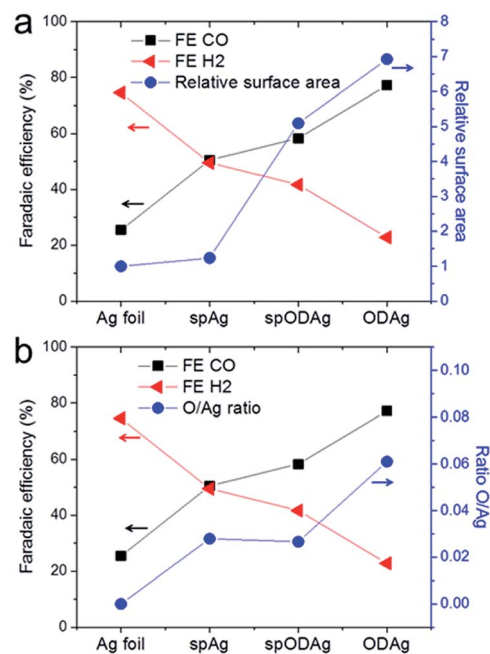 a
FE CO
FE H2
Relative surface area
Faradaic efficiency (%)
100
80
60
40
20
0
8
7
6
5
4
3
2
1
0
Relative surface area
Ag foil spAg spODAg ODAg
b
FE CO
FE H2
O/Ag ratio
Faradaic efficiency (%)
100
80
60
40
20
0
0.10
0.08
0.06
0.04
0.02
0.00
Ratio O/Ag
Ag foil spAg spODAg ODAg